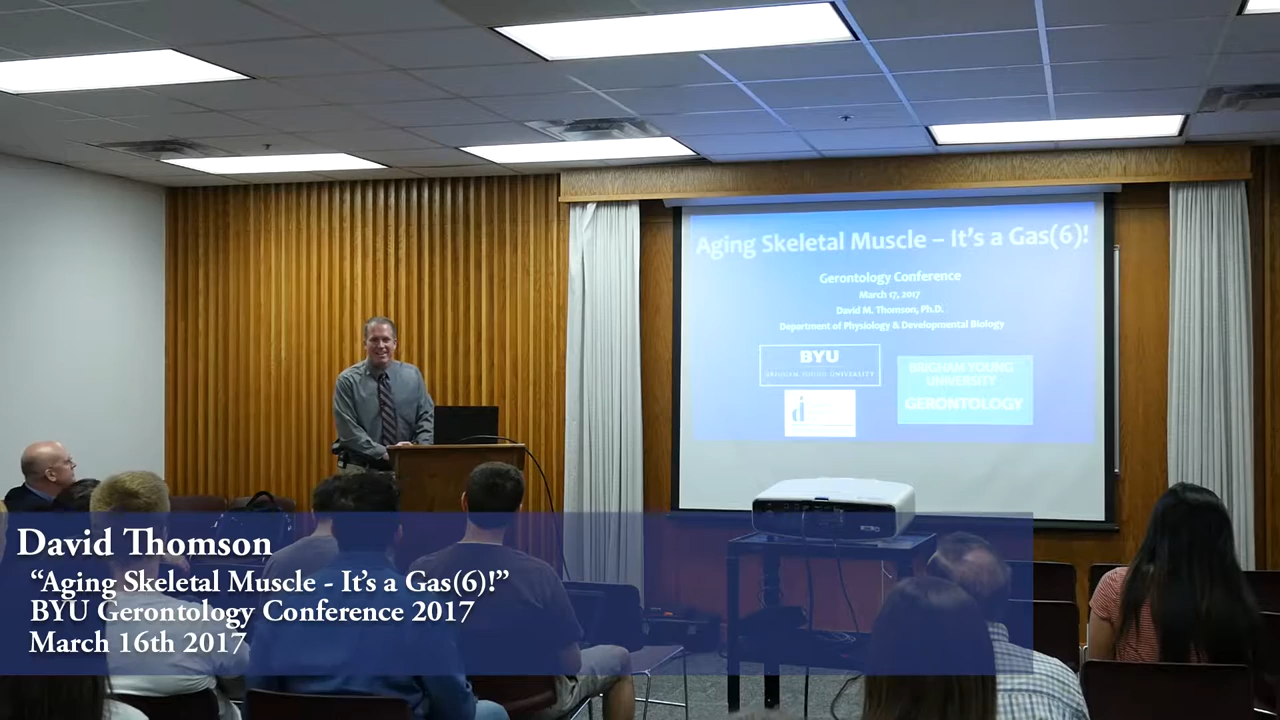 Aging Skeletal Muscle – It's a Gas(6)!
Gerontology Conference
March 17, 2017
David M. Thomson, Ph.D.
Department of Physiology & Developmental Biology
BYU
BRIGHAM YOUNG UNIVERSITY
BRIGHAM YOUNG
UNIVERSITY
GERONTOLOGY
David Thomson
“Aging Skeletal Muscle - It's a Gas(6)!”
BYU Gerontology Conference 2017
March 16th 2017